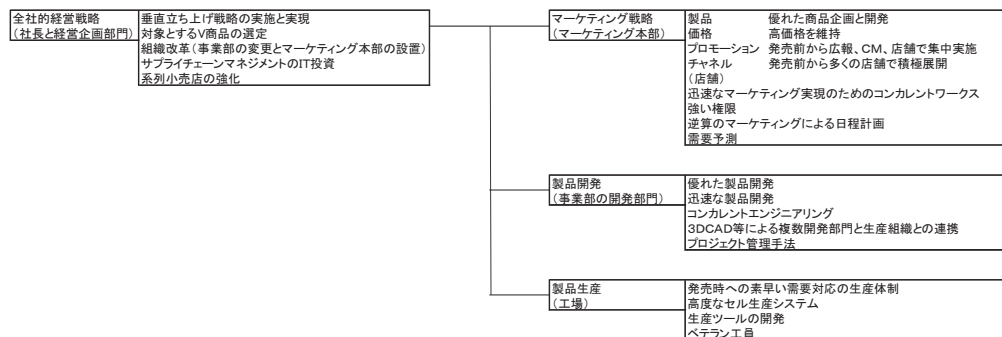 全社的経営戦略
(社長と経営企画部門)
垂直立ち上げ戦略の実施と実現
対象とするV商品の選定
組織改革(事業部の変更とマーケティング本部の設置)
サプライチェーンマネジメントのIT投資
系列小売店の強化
マーケティング戦略
(マーケティング本部)
製品 優れた商品企画と開発
価格 高価格を維持
プロモーション 発売前から広報、CM、店舗で集中実施
チャネル 発売前から多くの店舗で積極展開
(店舗)
迅速なマーケティング実現のためのコンカレントワークス
強い権限
逆算のマーケティングによる日程計画
需要予測
製品開発
(事業部の開発部門)
優れた製品開発
迅速な製品開発
コンカレントエンジニアリング
3DCAD等による複数開発部門と生産組織との連携
プロジェクト管理手法
製品生産
(工場)
発売時への素早い需要対応の生産体制
高度なセル生産システム
生産ツールの開発
ベテラン工員